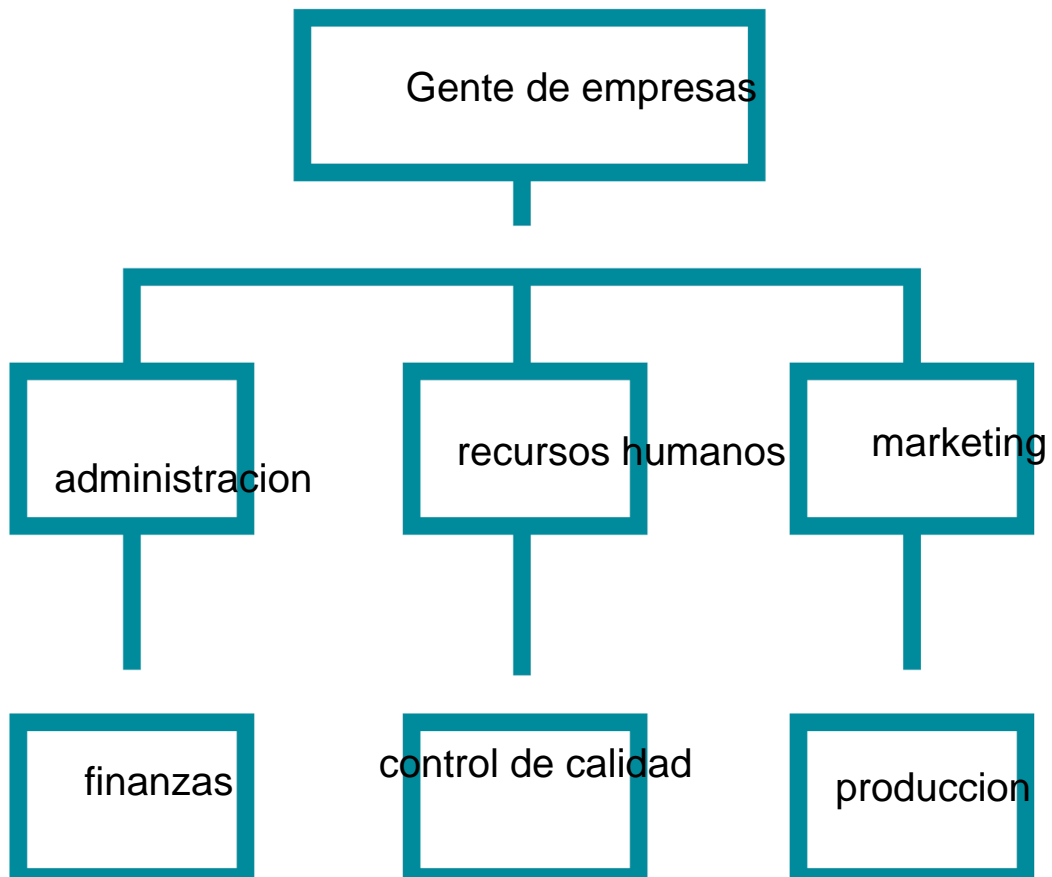 Gente de empresas
administracion
recursos humanos
marketing
finanzas
control de calidad
produccion